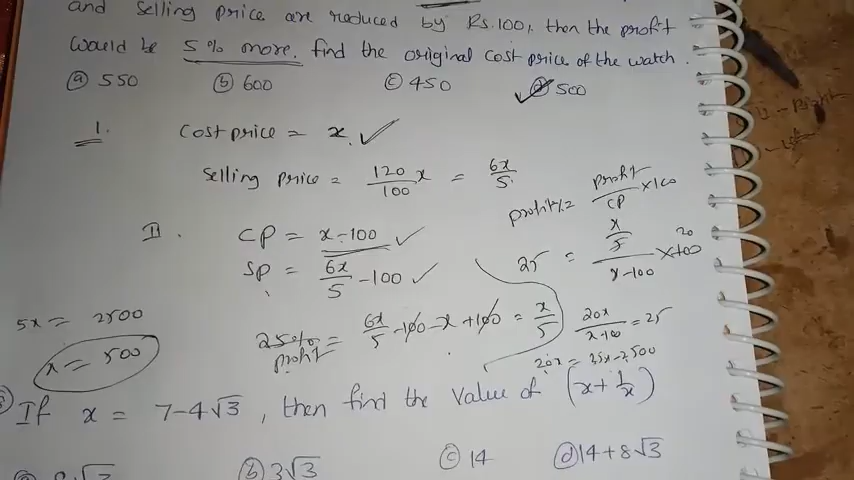 and selling price are reduced by Rs.100, then the profit
would be 5% more. find the original cost price of the watch.
ⓐ 550 ⓑ 600 ⓒ 450 ⓓ 500
1. Cost price = x.
Selling price = 120/100 x = 6x/5.
profit% = profit/CP ×100
II. CP = x-100
SP = 6x/5 - 100
25 = (x/5)/(x-100) ×100 20
25% profit = 6x/5 - 100 - x + 100 = x/5
20x/x-100 = 25
20x = 25x-2500
5x = 2500
x = 500
If x = 7-4√3, then find the value of (x+1/x)
ⓑ 3√3 ⓒ 14 ⓓ 14+8√3